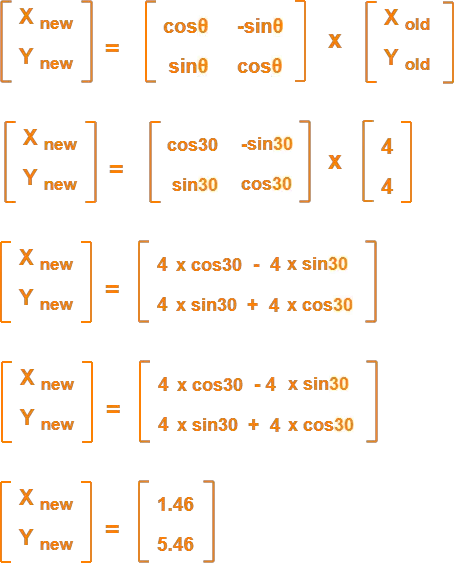 X new = cosθ -sinθ x X old
Y new sinθ cosθ Y old
X new = cos30 -sin30 x 4
Y new sin30 cos30 4
X new = 4 x cos30 - 4 x sin30
Y new 4 x sin30 + 4 x cos30
X new = 4 x cos30 - 4 x sin30
Y new 4 x sin30 + 4 x cos30
X new = 1.46
Y new 5.46